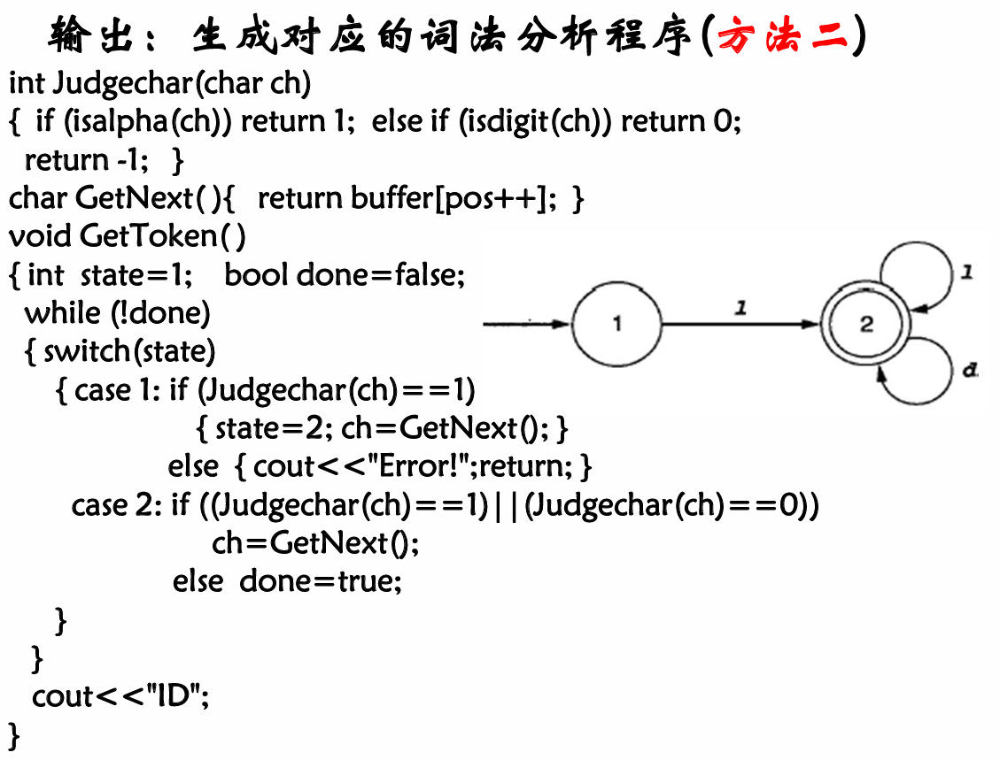 输出：生成对应的词法分析程序(方法二)
int Judgechar(char ch)
{ if (isalpha(ch)) return 1; else if (isdigit(ch)) return 0;
return -1; }
char GetNext( ){ return buffer[pos++]; }
void GetToken( )
{ int state=1; bool done=false;
while (!done)
{ switch(state)
{ case 1: if (Judgechar(ch)==1)
{ state=2; ch=GetNext(); }
else { cout<<"Error!";return; }
case 2: if ((Judgechar(ch)==1)||(Judgechar(ch)==0))
ch=GetNext();
else done=true;
}
}
cout<<"ID";
}
1
l
2
l
d